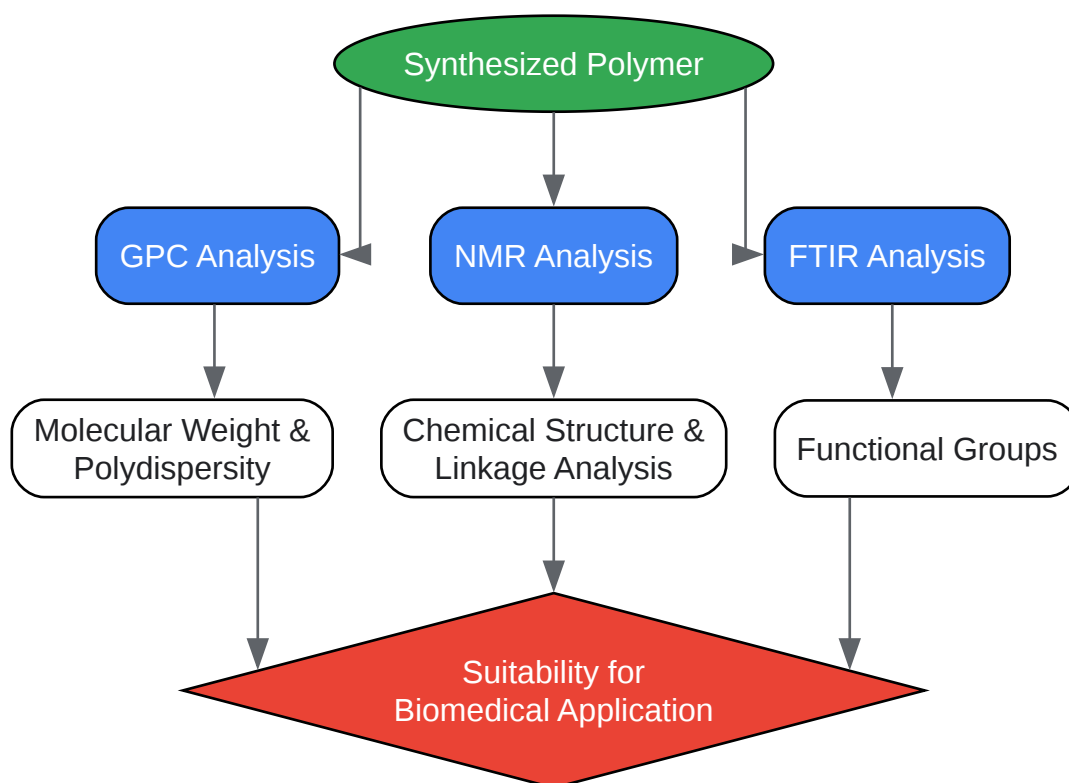 Synthesized Polymer
GPC Analysis
NMR Analysis
FTIR Analysis
Molecular Weight &
Polydispersity
Chemical Structure &
Linkage Analysis
Functional Groups
Suitability for
Biomedical Application